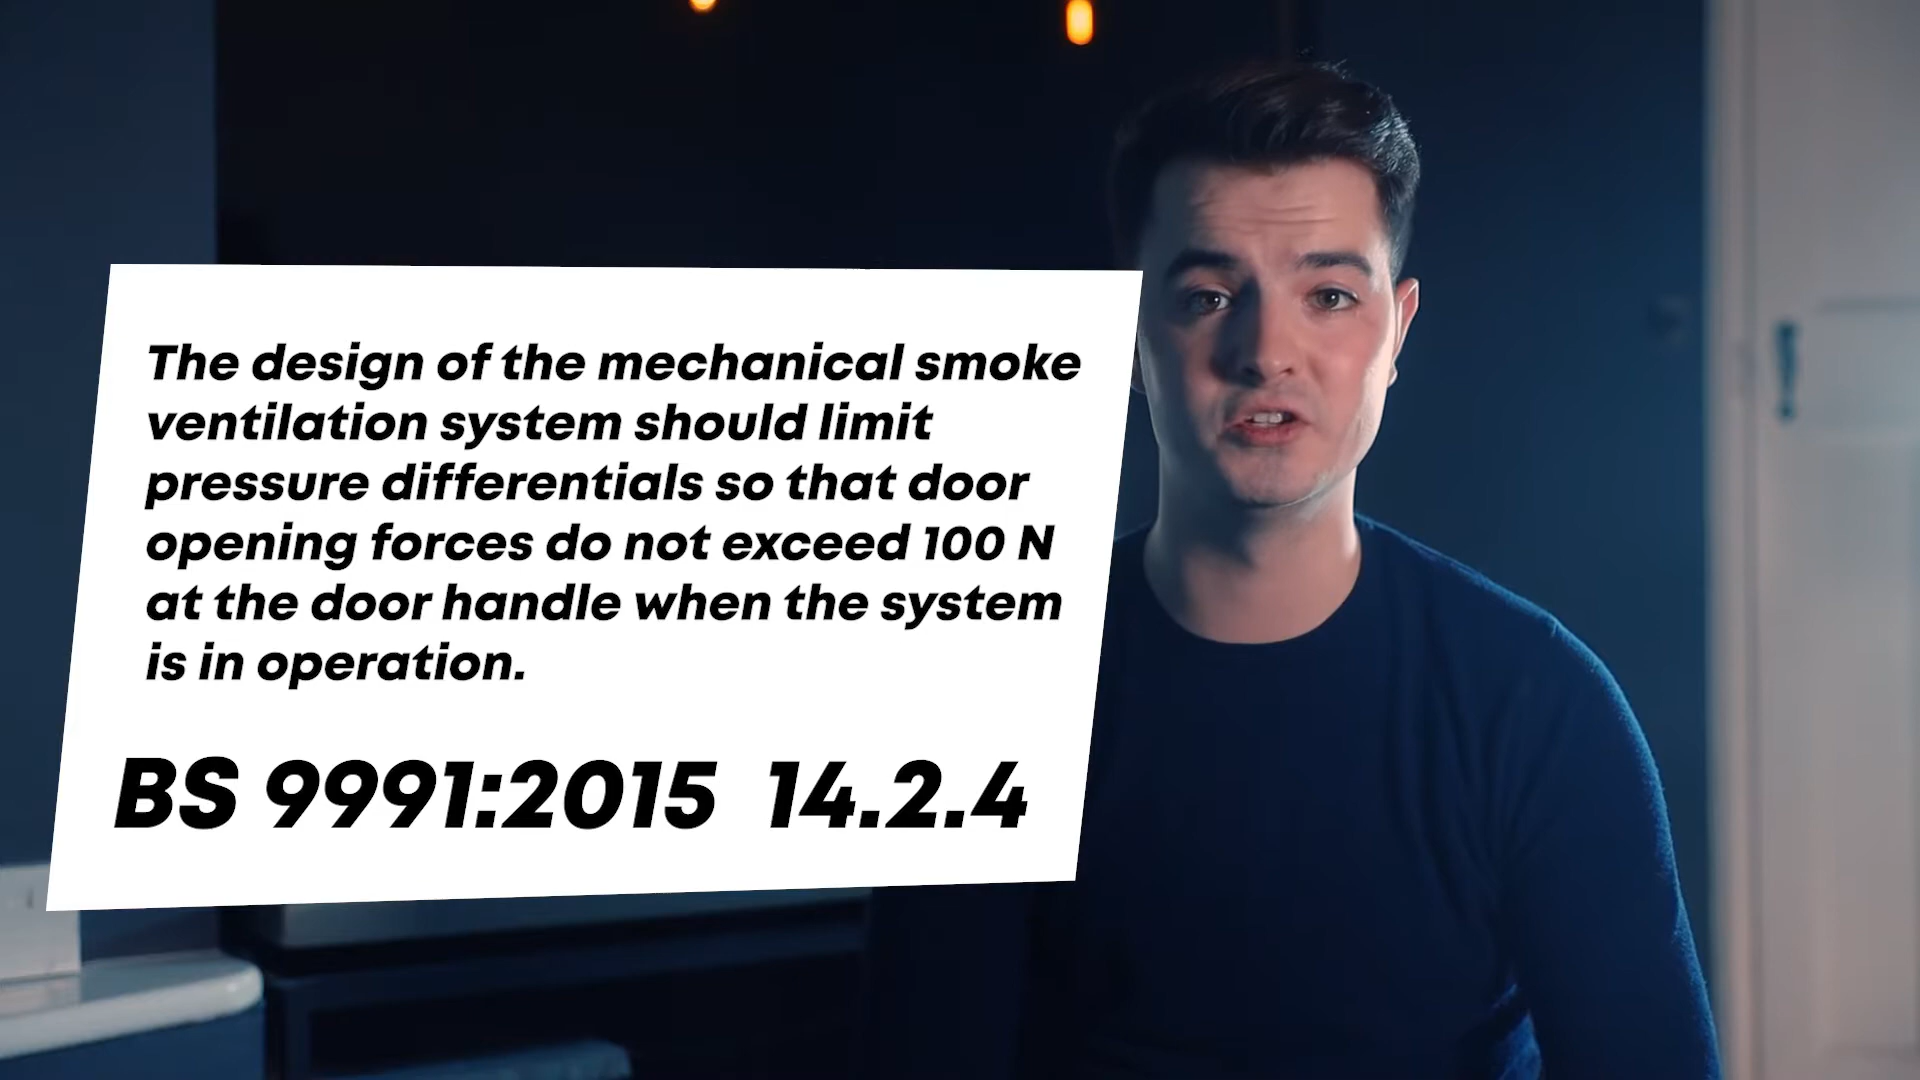 The design of the mechanical smoke
ventilation system should limit
pressure differentials so that door
opening forces do not exceed 100 N
at the door handle when the system
is in operation.
BS 9991:2015 14.2.4